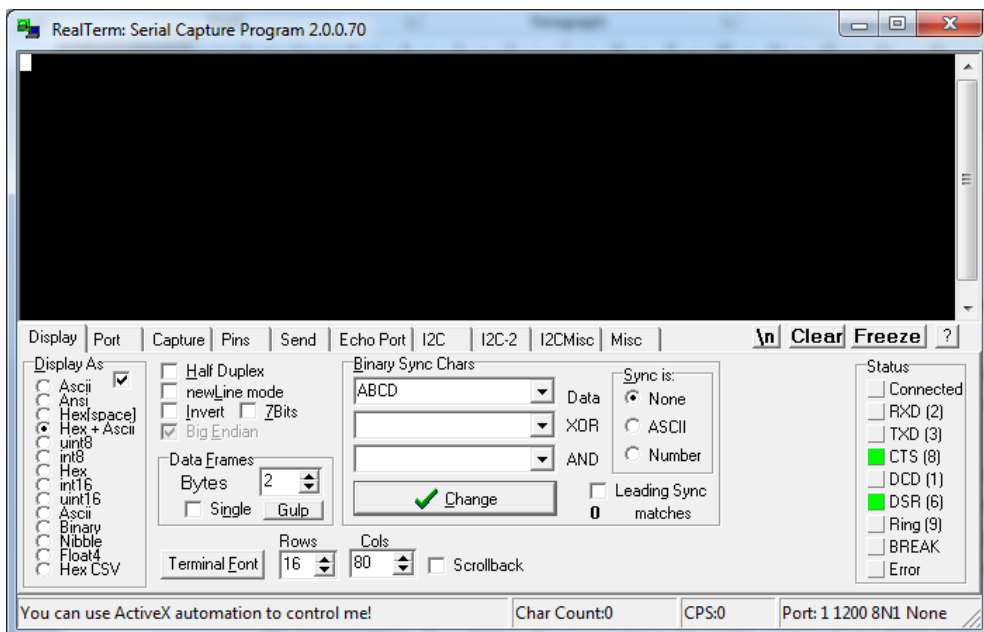 RealTerm: Serial Capture Program 2.0.0.70
Display Port Capture Pins Send Echo Port I2C I2C-2 I2CMisc Misc \n Clear Freeze ?
Display As
Ascii
Ansi
Hex[space]
Hex + Ascii
uint8
int8
Hex
int16
uint16
Ascii
Binary
Nibble
Float4
Hex CSV
Half Duplex
newLine mode
Invert 7Bits
Big Endian
Data Frames
Bytes 2
Single Gulp
Binary Sync Chars
ABCD Data
XOR
AND
Change
Sync is:
None
ASCII
Number
Leading Sync
0 matches
Rows Cols
Terminal Font 16 80 Scrollback
Status
Connected
RXD (2)
TXD (3)
CTS (8)
DCD (1)
DSR (6)
Ring (9)
BREAK
Error
You can use ActiveX automation to control me! Char Count:0 CPS:0 Port: 1 1200 8N1 None